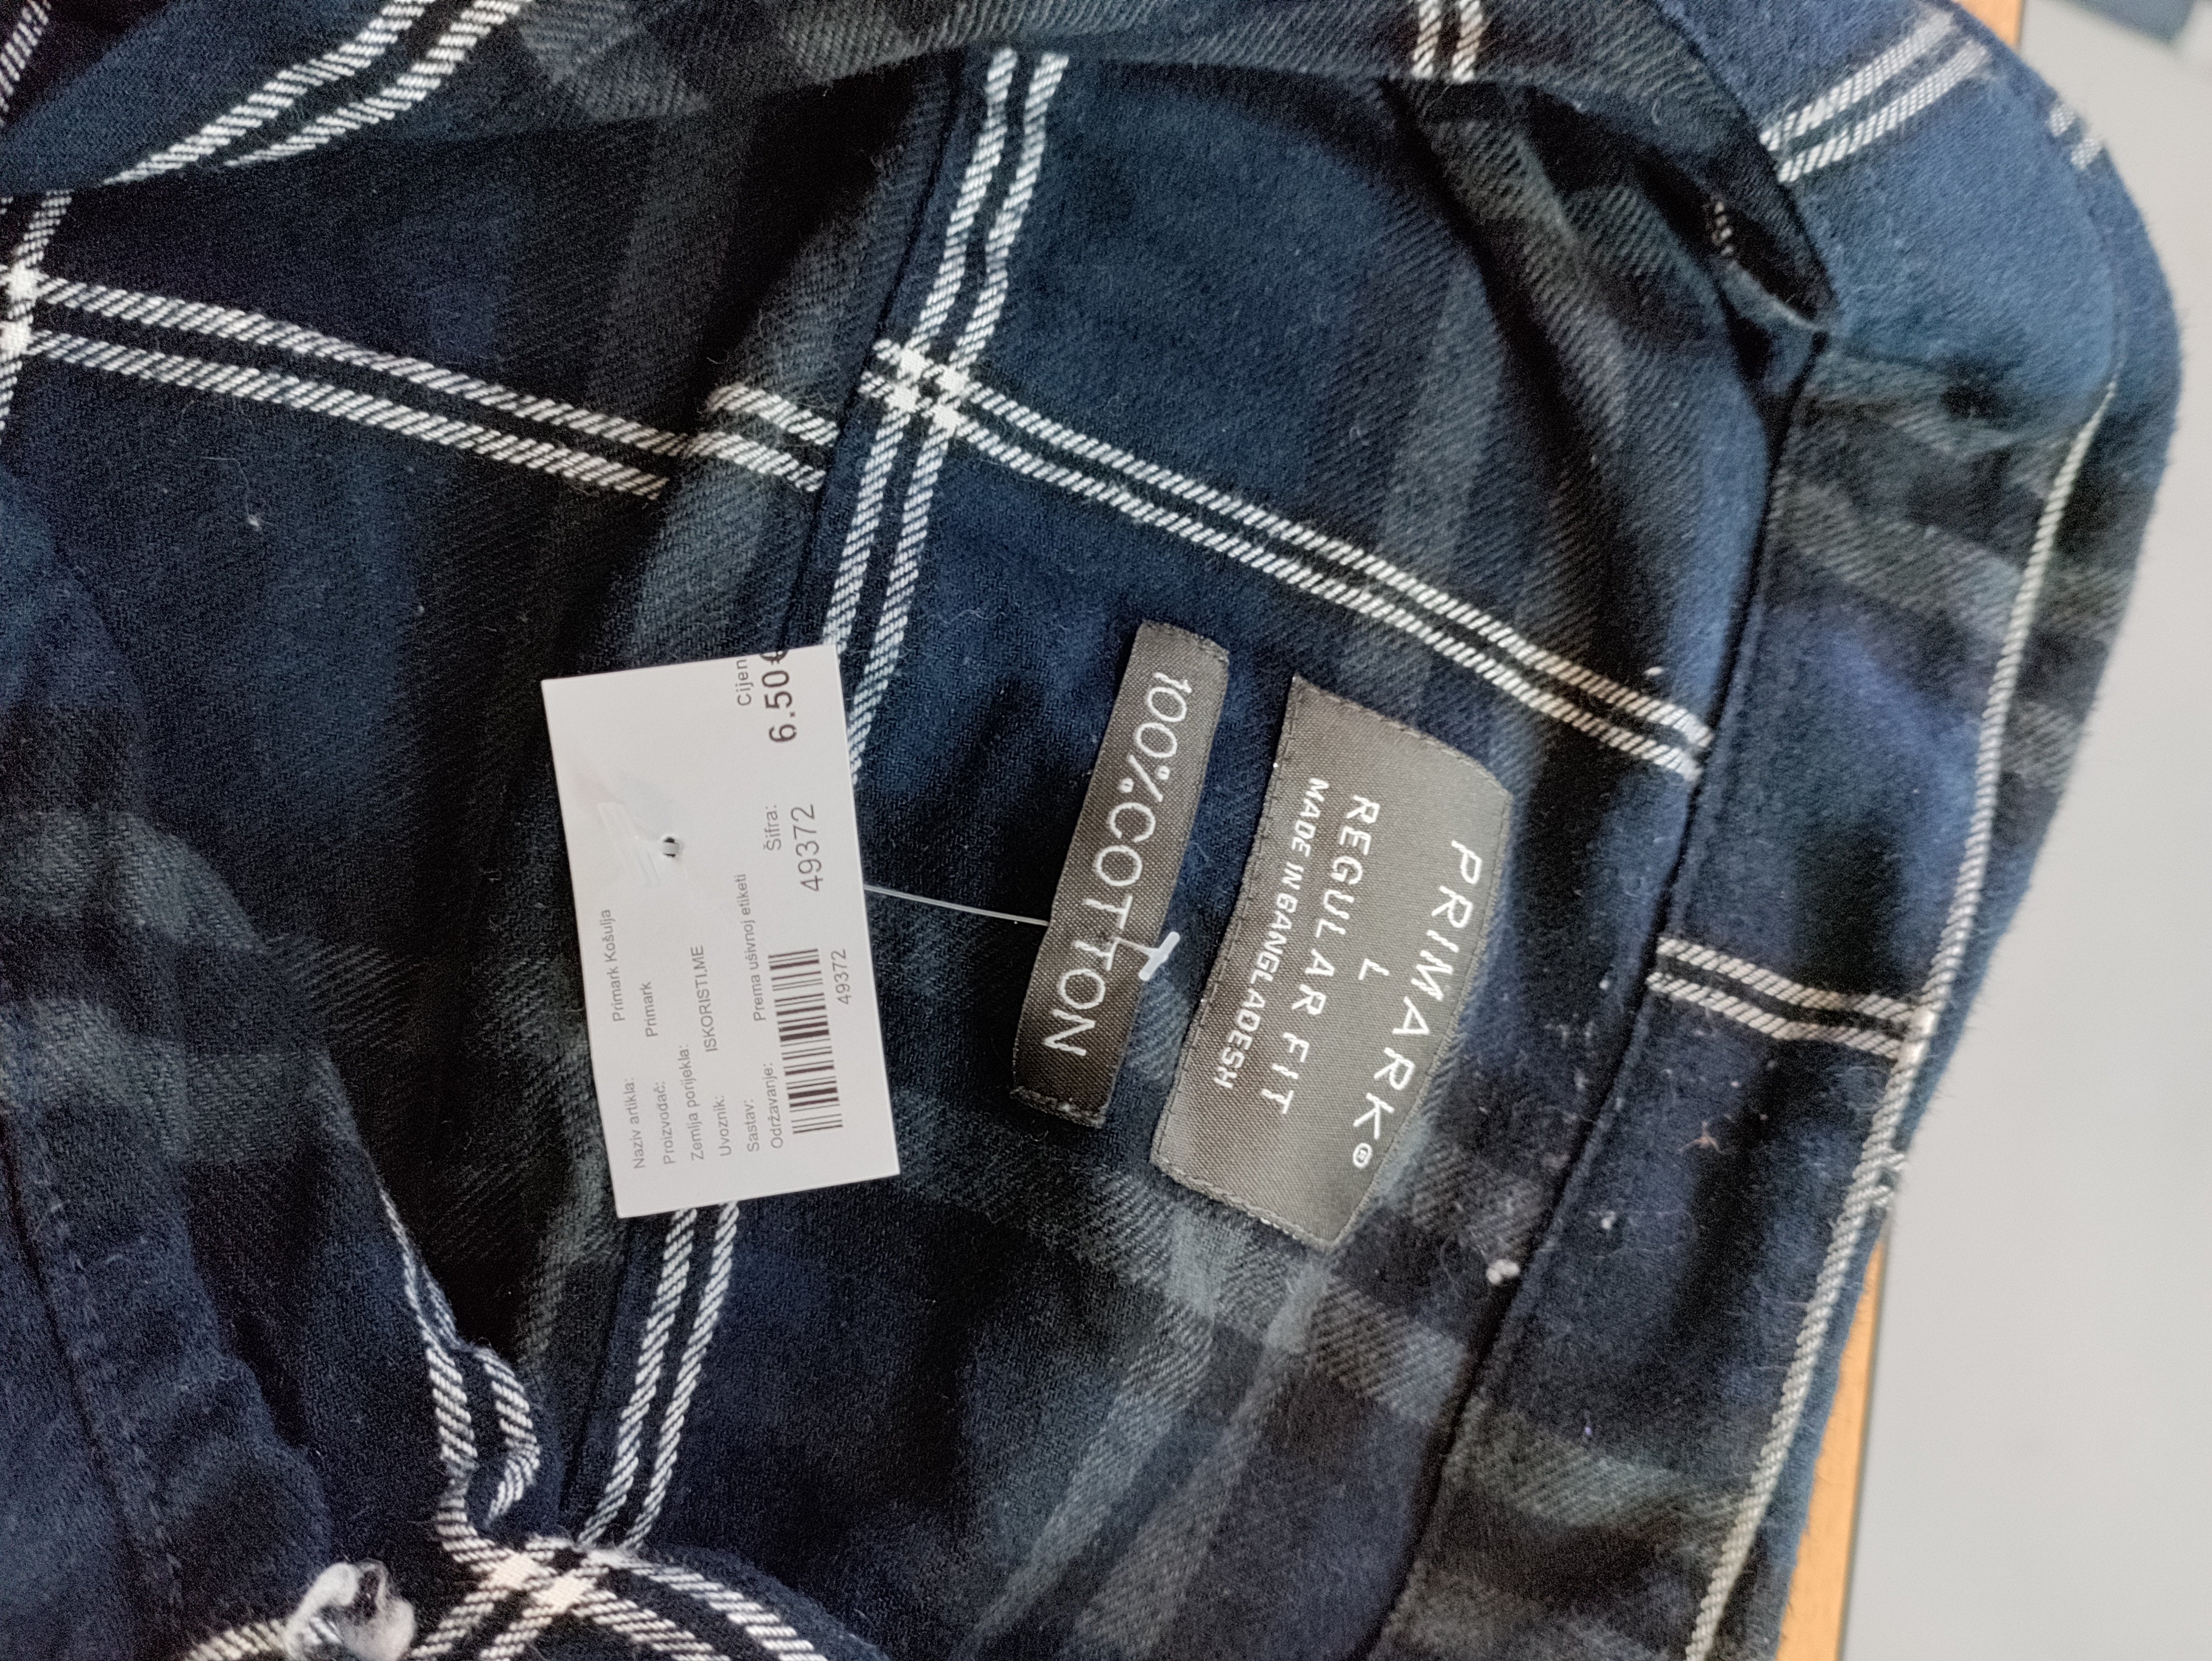 PRIMARK®
L
REGULAR FIT
MADE IN BANGLADESH
100% COTTON
Naziv artikla: Primark Košulja
Proizvođač: Primark
Zemlja porijekla:
Uvoznik: ISKORISTI.ME
Sastav:
Održavanje: Prema ušivnoj etiketi
Šifra:
49372
Cijen
6.50€
49372